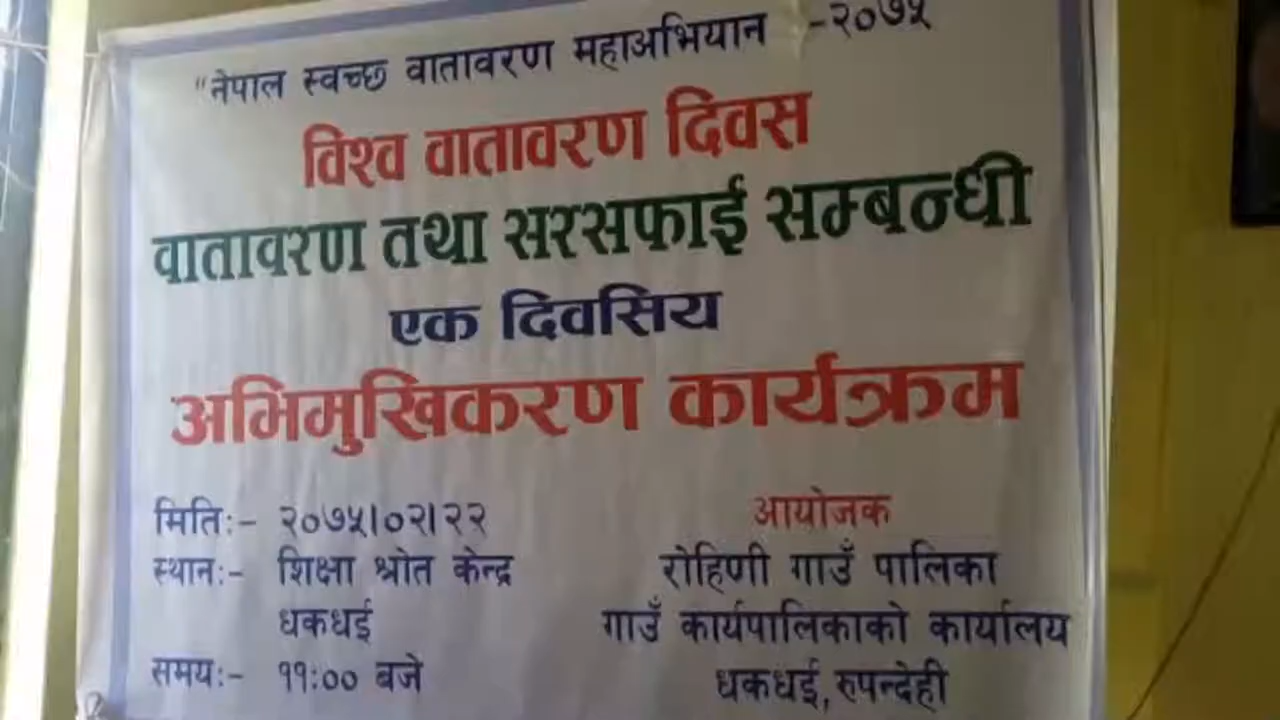 "नेपाल स्वच्छ वातावरण महाअभियान -२०७५
विश्व वातावरण दिवस
वातावरण तथा सरसफाई सम्बन्धी
एक दिवसिय
अभिमुखिकरण कार्यक्रम
मितिः- २०७५।०२।२२
स्थानः- शिक्षा श्रोत केन्द्र
धकधई
समयः- ११:०० बजे
आयोजक
रोहिणी गाउँ पालिका
गाउँ कार्यपालिकाको कार्यालय
धकधई, रुपन्देही